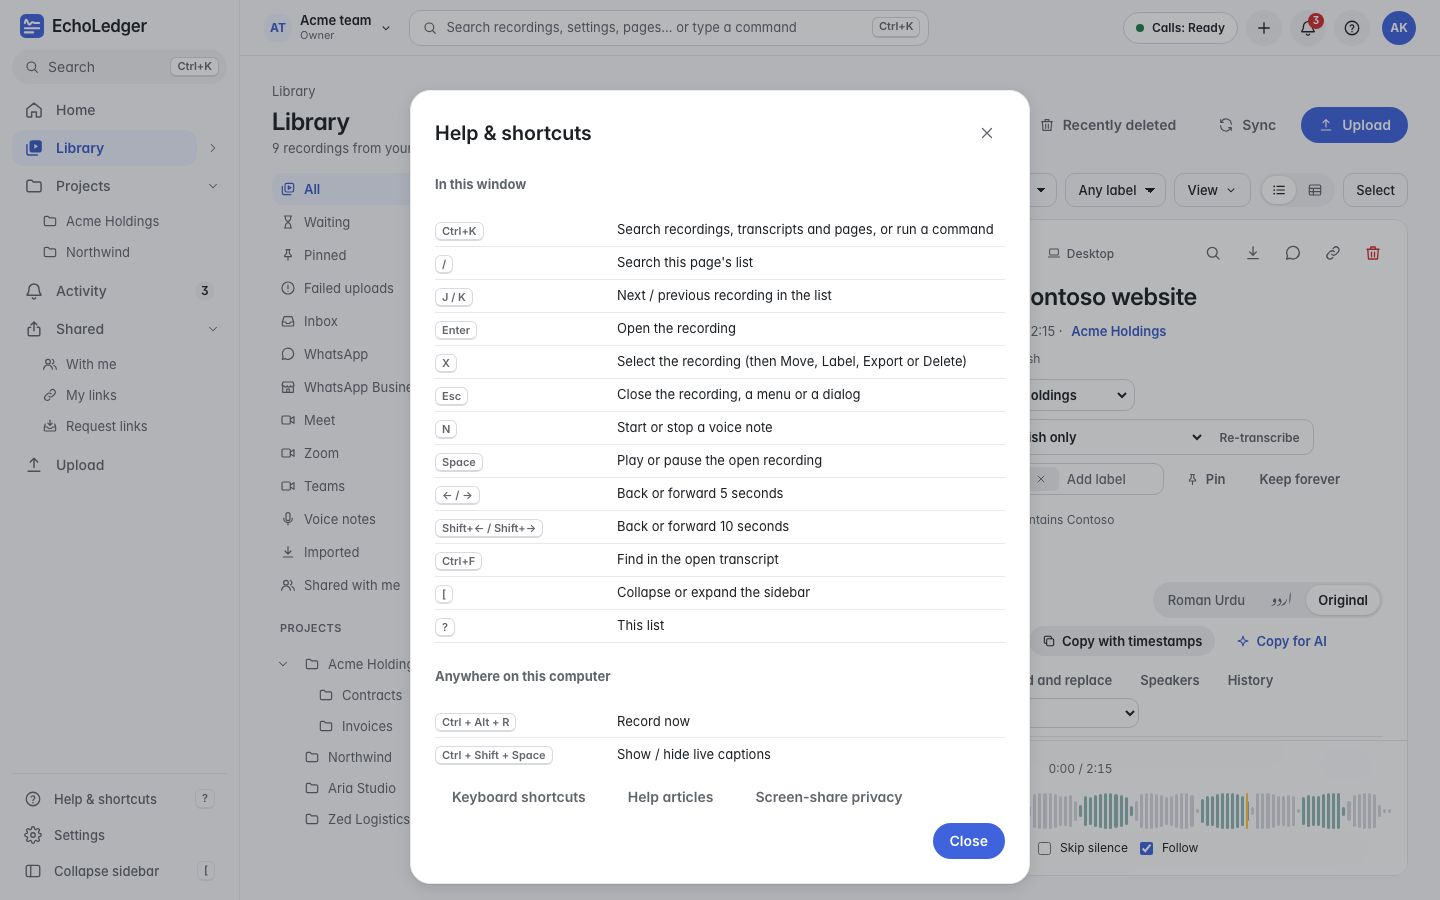 EchoLedger
Search Ctrl+K
Home
Library
Projects
Acme Holdings
Northwind
Activity 3
Shared
With me
My links
Request links
Upload
Help & shortcuts ?
Settings
Collapse sidebar [
AT Acme team
Owner
Search recordings, settings, pages... or type a command Ctrl+K
Calls: Ready
3
AK
Library
Library
9 recordings from your
Recently deleted Sync Upload
All
Waiting
Pinned
Failed uploads
Inbox
WhatsApp
WhatsApp Busine
Meet
Zoom
Teams
Voice notes
Imported
Shared with me
PROJECTS
Acme Holding
Contracts
Invoices
Northwind
Aria Studio
Zed Logistics
Help & shortcuts
In this window
Ctrl+K Search recordings, transcripts and pages, or run a command
/ Search this page's list
J / K Next / previous recording in the list
Enter Open the recording
X Select the recording (then Move, Label, Export or Delete)
Esc Close the recording, a menu or a dialog
N Start or stop a voice note
Space Play or pause the open recording
← / → Back or forward 5 seconds
Shift+← / Shift+→ Back or forward 10 seconds
Ctrl+F Find in the open transcript
[ Collapse or expand the sidebar
? This list
Anywhere on this computer
Ctrl + Alt + R Record now
Ctrl + Shift + Space Show / hide live captions
Keyboard shortcuts Help articles Screen-share privacy
Close
Any label View Select
Desktop
ontoso website
2:15 · Acme Holdings
sh
oldings
ish only Re-transcribe
Add label Pin Keep forever
ntains Contoso
Roman Urdu اردو Original
Copy with timestamps Copy for AI
d and replace Speakers History
0:00 / 2:15
Skip silence Follow